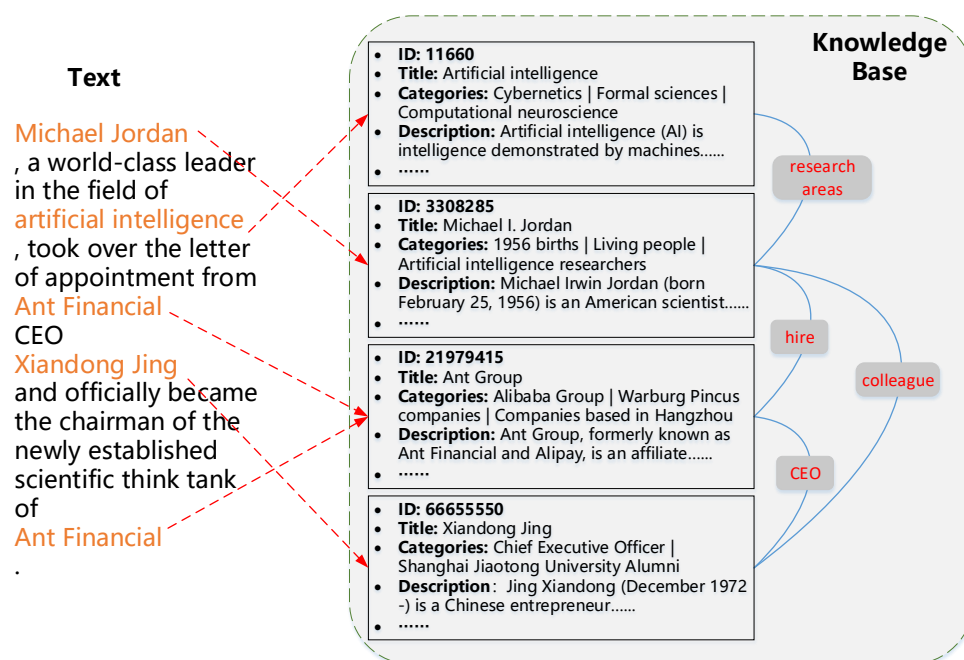 Text
Michael Jordan
, a world-class leader
in the field of
artificial intelligence
, took over the letter
of appointment from
Ant Financial
CEO
Xiandong Jing
and officially became
the chairman of the
newly established
scientific think tank
of
Ant Financial
.
Knowledge
Base
• ID: 11660
• Title: Artificial intelligence
• Categories: Cybernetics | Formal sciences |
Computational neuroscience
• Description: Artificial intelligence (AI) is
intelligence demonstrated by machines......
• ......
• ID: 3308285
• Title: Michael I. Jordan
• Categories: 1956 births | Living people |
Artificial intelligence researchers
• Description: Michael Irwin Jordan (born
February 25, 1956) is an American scientist......
• ......
• ID: 21979415
• Title: Ant Group
• Categories: Alibaba Group | Warburg Pincus
companies | Companies based in Hangzhou
• Description: Ant Group, formerly known as
Ant Financial and Alipay, is an affiliate......
• ......
• ID: 66655550
• Title: Xiandong Jing
• Categories: Chief Executive Officer |
Shanghai Jiaotong University Alumni
• Description： Jing Xiandong (December 1972
-) is a Chinese entrepreneur......
• ......
research
areas
hire
colleague
CEO